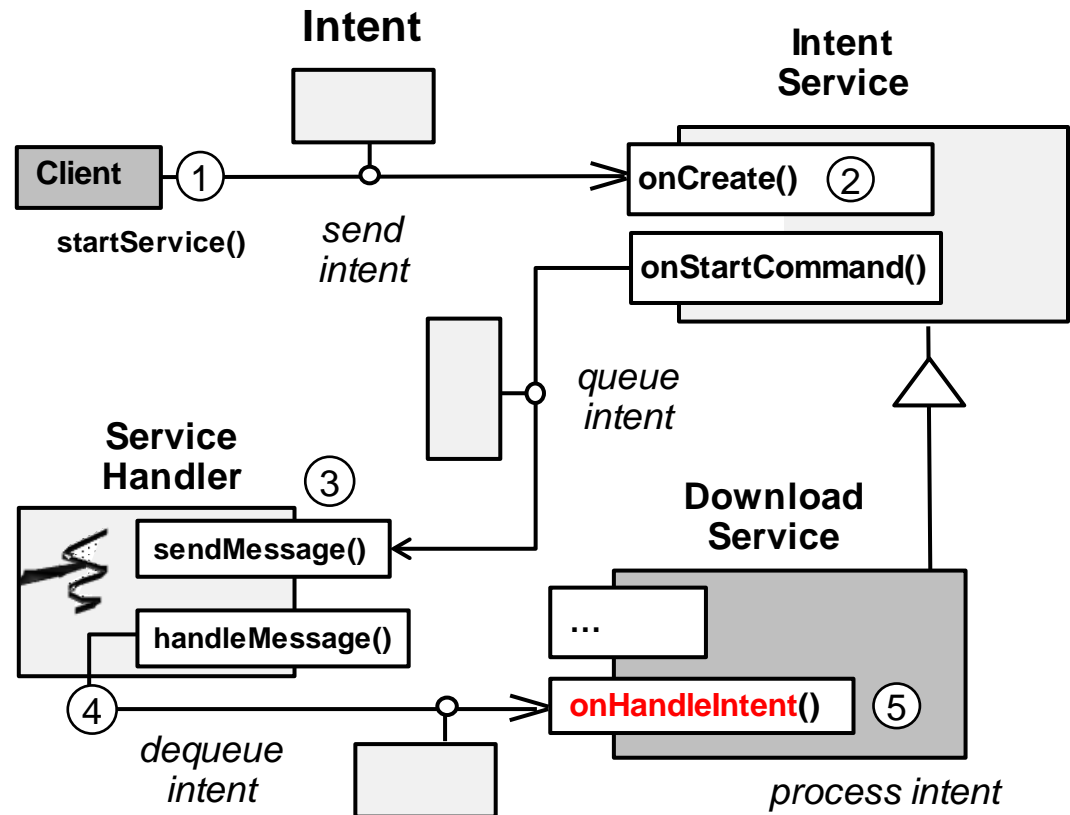 Intent
Intent
Service
Client
1
onCreate()
2
startService()
send
intent
onStartCommand()
queue
intent
Service
Handler
3
Download
Service
sendMessage()
handleMessage()
...
4
onHandleIntent()
5
dequeue
intent
process intent